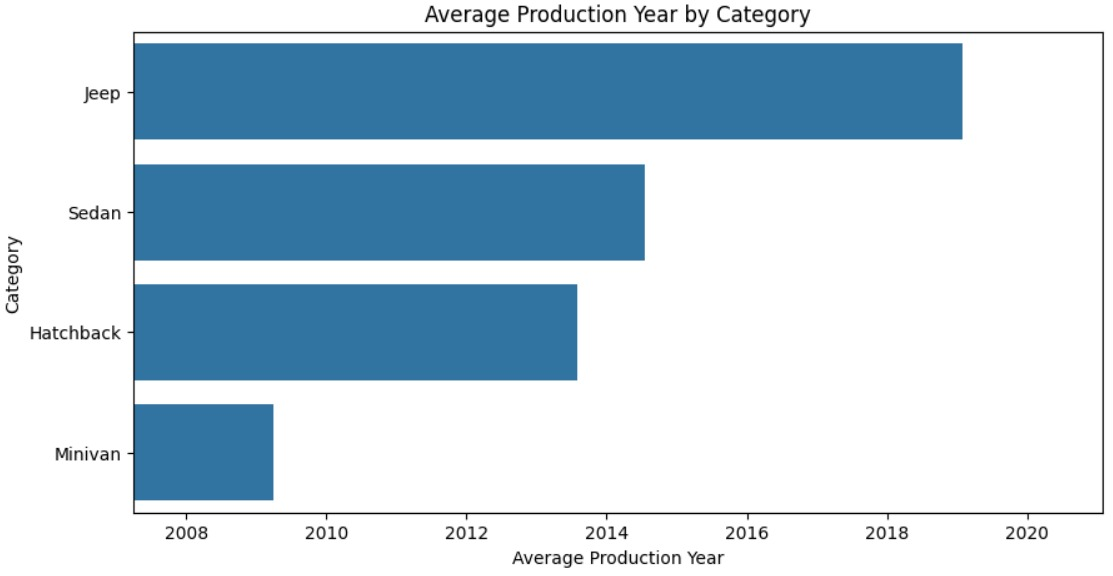 Average Production Year by Category
Category
Jeep
Sedan
Hatchback
Minivan
2008 2010 2012 2014 2016 2018 2020
Average Production Year